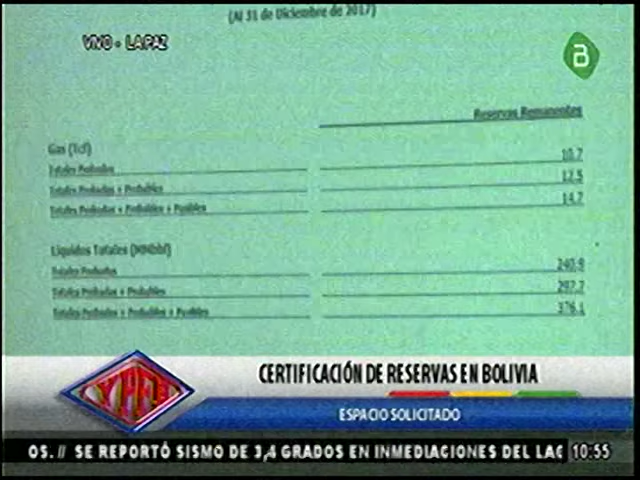 (Al 31 de Diciembre de 2017)
VIVO - LA PAZ
Reservas Remanentes
Gas (Tcf)
Totales Probadas 10.7
Totales Probadas + Probables 12.5
Totales Probadas + Probables + Posibles 14.7
Líquidos Totales (MMbbl)
Totales Probadas 240.9
Totales Probadas + Probables 297.7
Totales Probadas + Probables + Posibles 376.1
YPFB
CERTIFICACIÓN DE RESERVAS EN BOLIVIA
ESPACIO SOLICITADO
OS. // SE REPORTÓ SISMO DE 3,4 GRADOS EN INMEDIACIONES DEL LAG 10:55